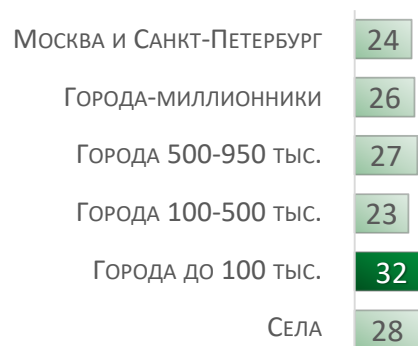 Москва и Санкт-Петербург 24
Города-миллионники 26
Города 500-950 тыс. 27
Города 100-500 тыс. 23
Города до 100 тыс. 32
Села 28